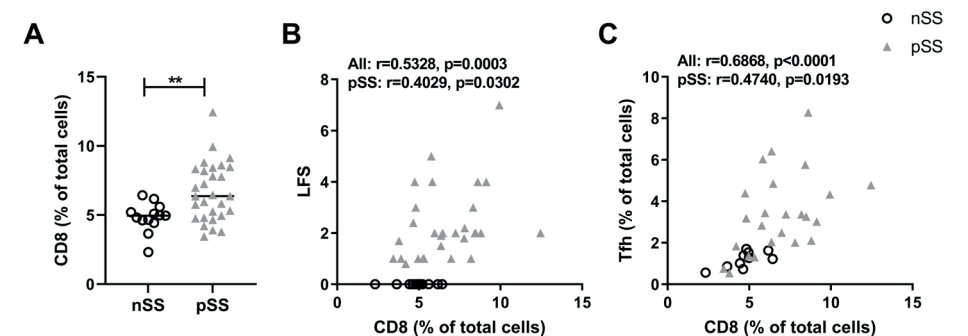 A
B
C
nSS
pSS
**
CD8 (% of total cells)
15
10
5
0
nSS
pSS
All: r=0.5328, p=0.0003
pSS: r=0.4029, p=0.0302
LFS
8
6
4
2
0
0
5
10
15
CD8 (% of total cells)
All: r=0.6868, p<0.0001
pSS: r=0.4740, p=0.0193
Tfh (% of total cells)
10
8
6
4
2
0
0
5
10
15
CD8 (% of total cells)